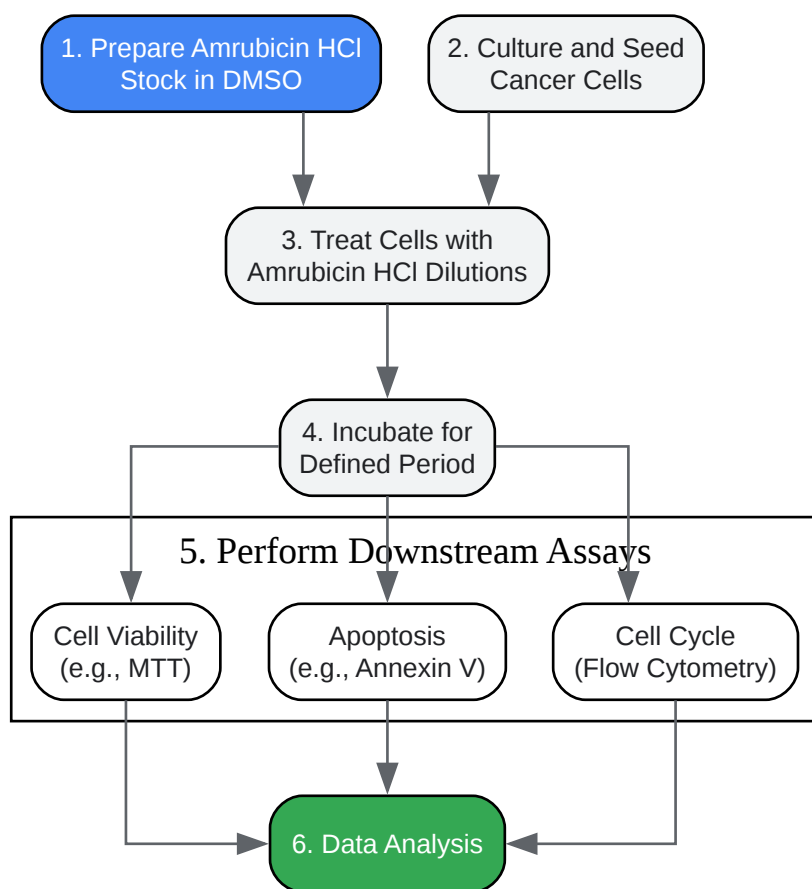 1. Prepare Amrubicin HCl
Stock in DMSO
2. Culture and Seed
Cancer Cells
3. Treat Cells with
Amrubicin HCl Dilutions
4. Incubate for
Defined Period
5. Perform Downstream Assays
Cell Viability
(e.g., MTT)
Apoptosis
(e.g., Annexin V)
Cell Cycle
(Flow Cytometry)
6. Data Analysis